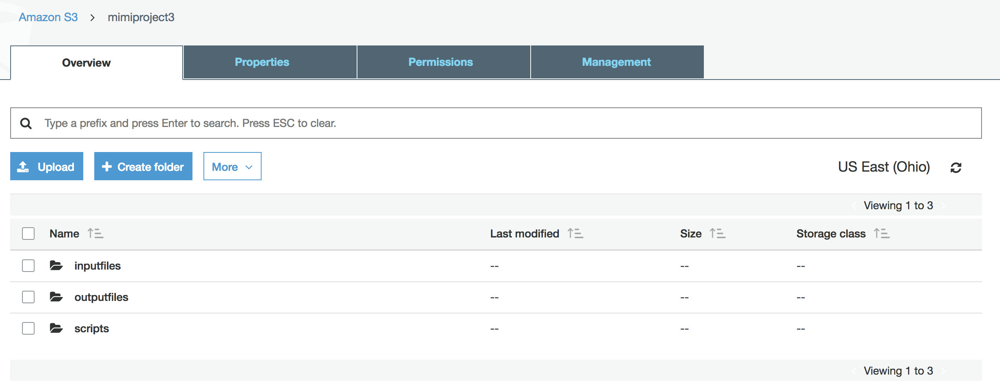 Amazon S3 > mimiproject3
Overview Properties Permissions Management
Type a prefix and press Enter to search. Press ESC to clear.
Upload Create folder More US East (Ohio)
Viewing 1 to 3
Name Last modified Size Storage class
inputfiles -- -- --
outputfiles -- -- --
scripts -- -- --
Viewing 1 to 3